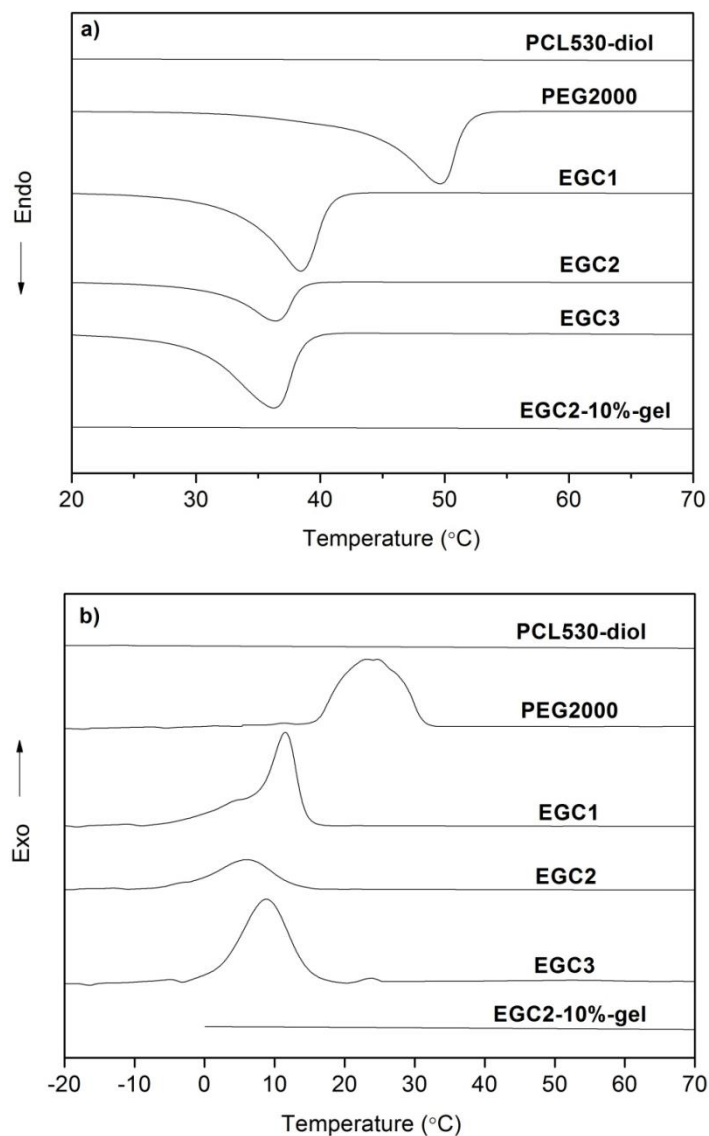 a)
PCL530-diol
PEG2000
EGC1
EGC2
EGC3
EGC2-10%-gel
Endo
20 30 40 50 60 70
Temperature (°C)
b)
PCL530-diol
PEG2000
EGC1
EGC2
EGC3
EGC2-10%-gel
Exo
-20 -10 0 10 20 30 40 50 60 70
Temperature (°C)